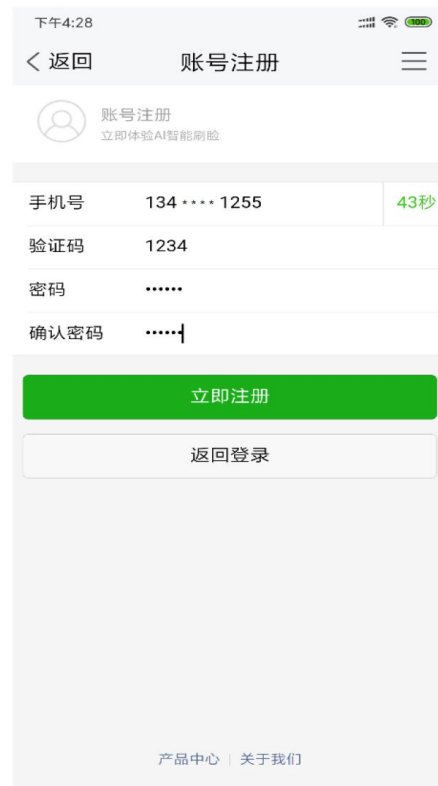 下午4:28
100
返回 账号注册
账号注册
立即体验AI智能刷脸
手机号 134 **** 1255 43秒
验证码 1234
密码 ••••••
确认密码 ••••••
立即注册
返回登录
产品中心 | 关于我们